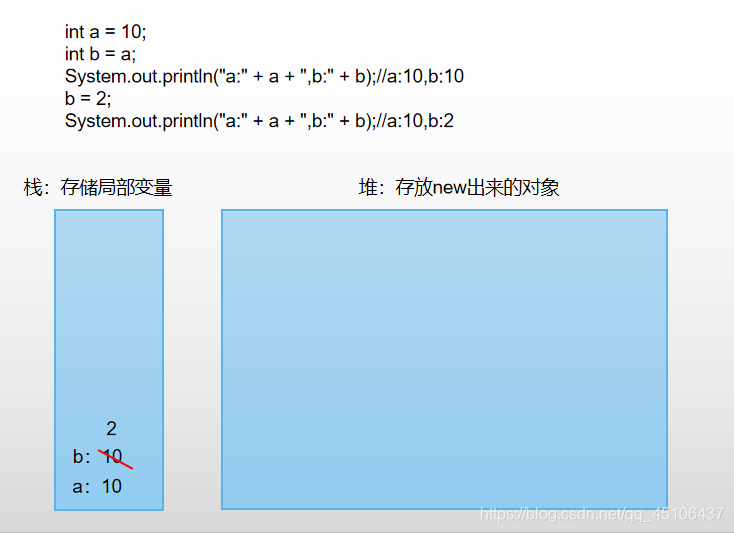 int a = 10;
int b = a;
System.out.println("a:" + a + ",b:" + b);//a:10,b:10
b = 2;
System.out.println("a:" + a + ",b:" + b);//a:10,b:2
栈：存储局部变量
堆：存放new出来的对象
2
b：10
a：10
https://blog.csdn.net/qq_45106437